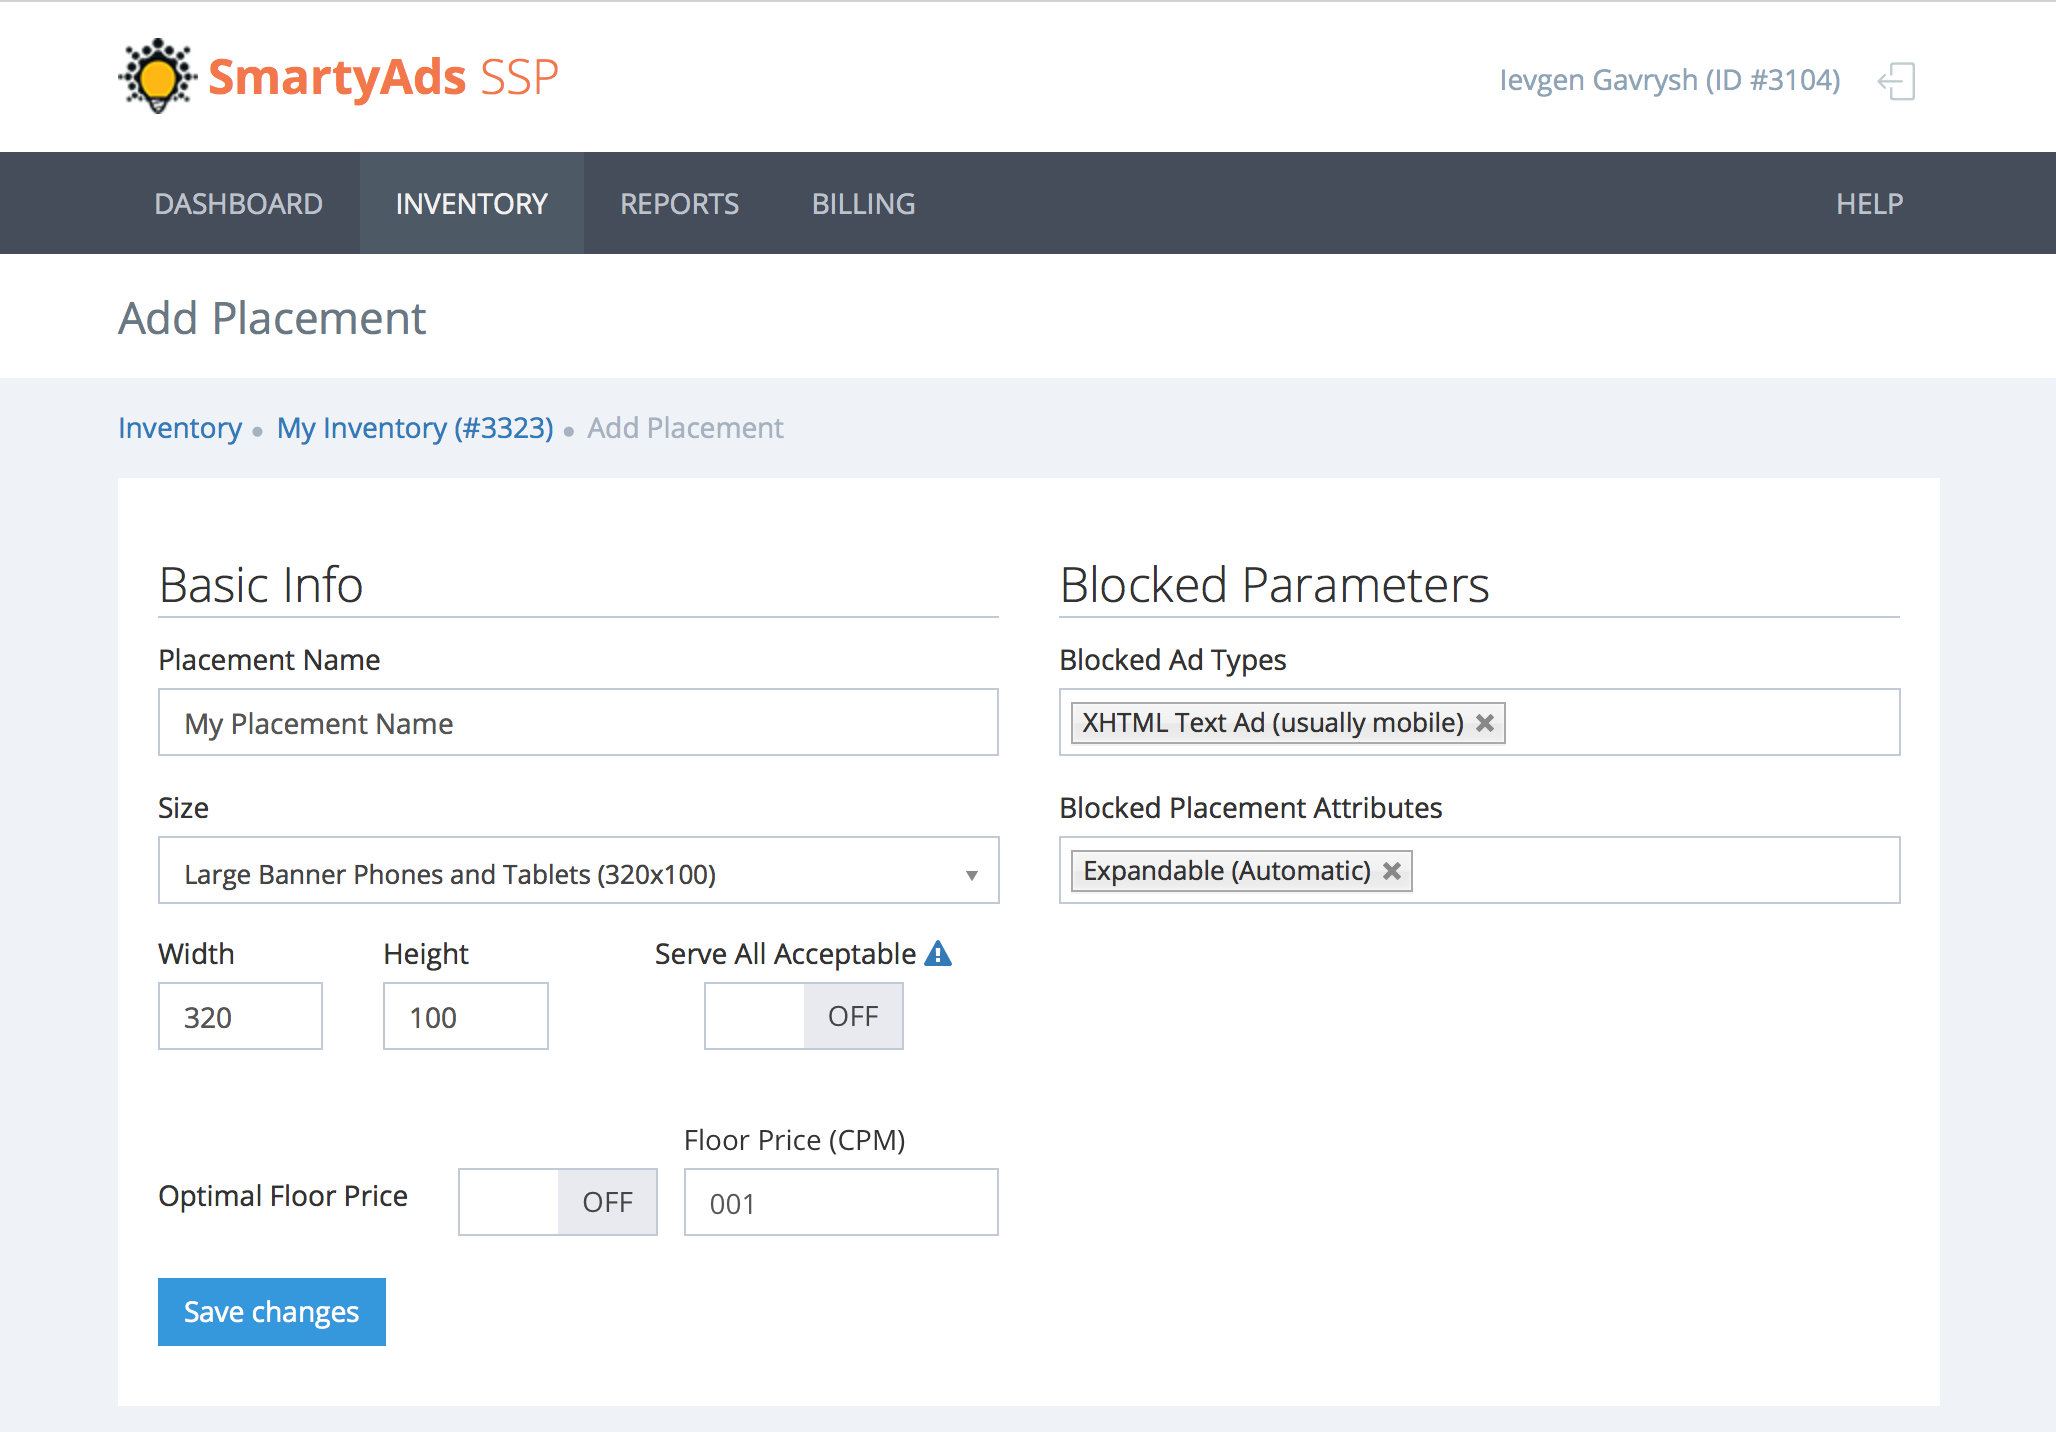 SmartyAds SSP
Ievgen Gavrysh (ID #3104)
DASHBOARD INVENTORY REPORTS BILLING HELP
Add Placement
Inventory • My Inventory (#3323) • Add Placement
Basic Info
Placement Name
My Placement Name
Size
Large Banner Phones and Tablets (320x100)
Width Height Serve All Acceptable
320 100 OFF
Floor Price (CPM)
Optimal Floor Price OFF 001
Save changes
Blocked Parameters
Blocked Ad Types
XHTML Text Ad (usually mobile)
Blocked Placement Attributes
Expandable (Automatic)